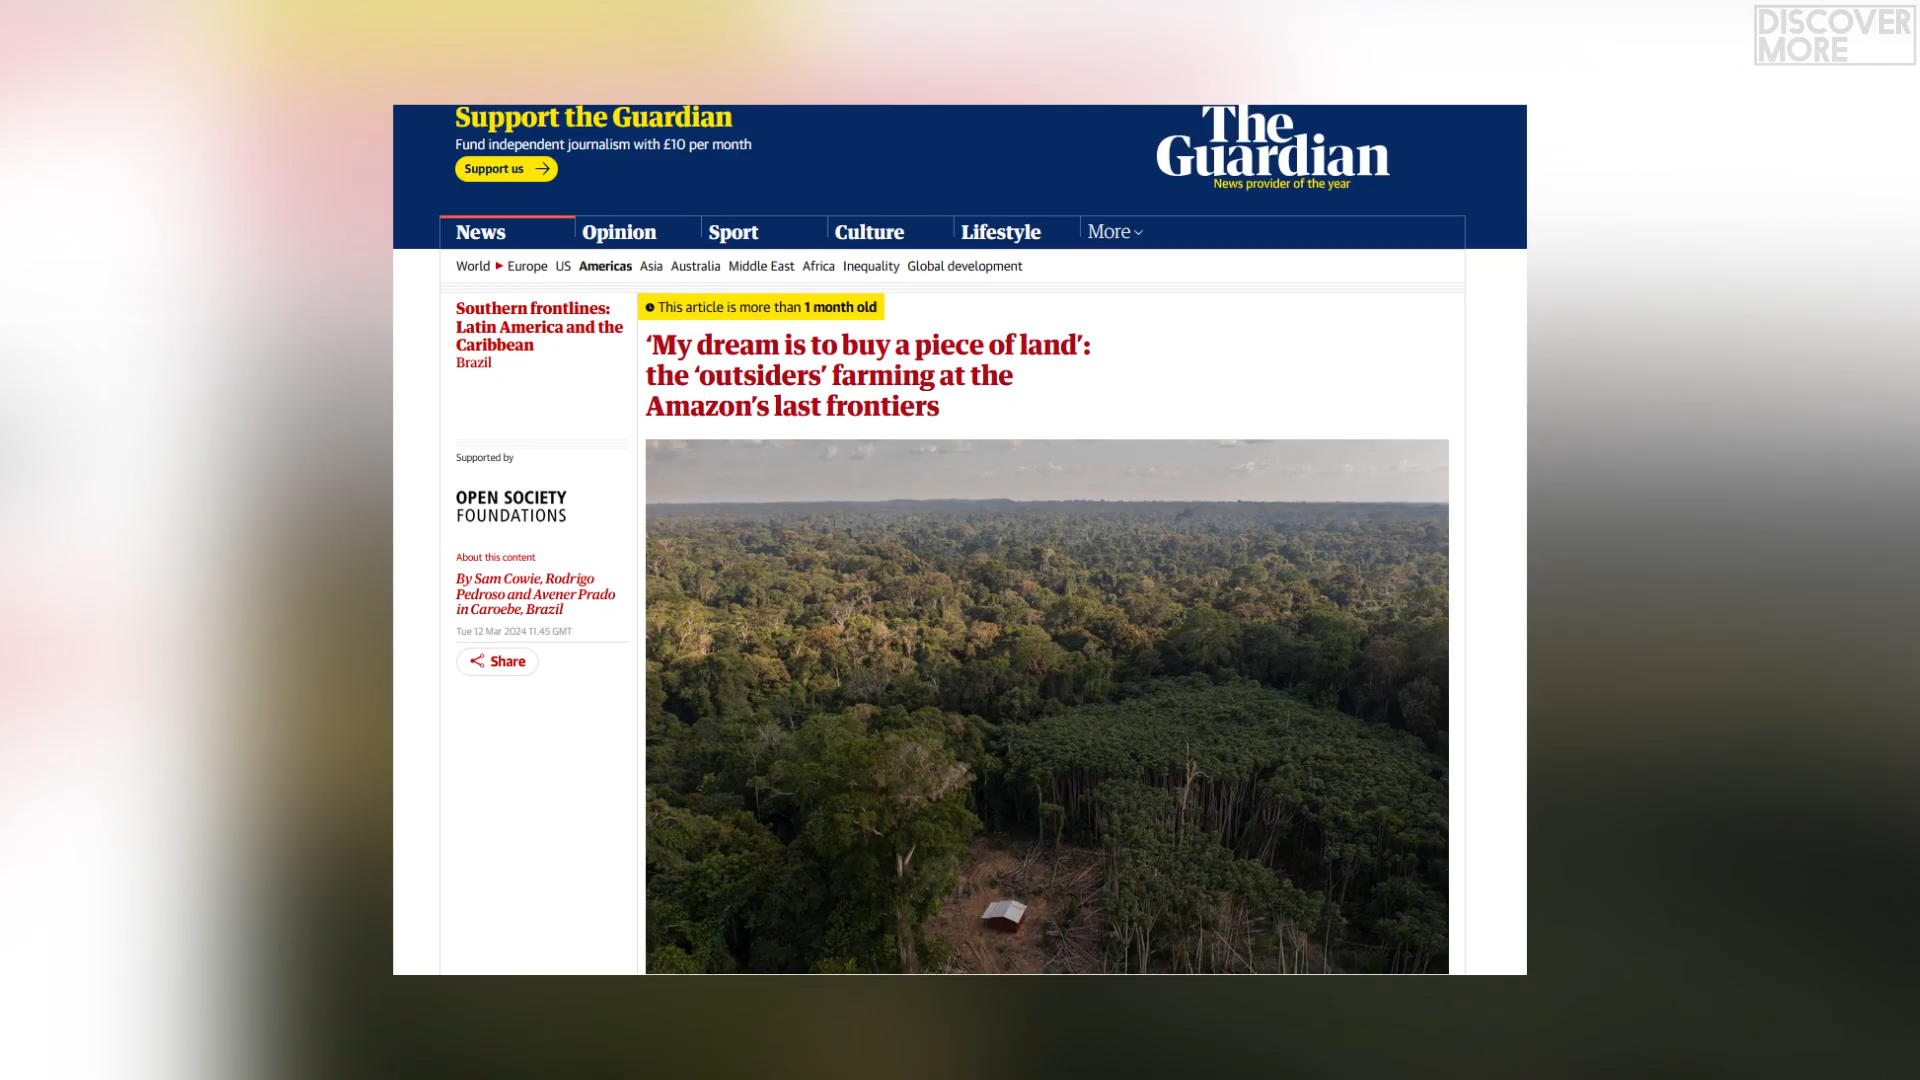 DISCOVER
MORE
Support the Guardian
Fund independent journalism with £10 per month
Support us
The
Guardian
News provider of the year
News Opinion Sport Culture Lifestyle More
World Europe US Americas Asia Australia Middle East Africa Inequality Global development
Southern frontlines:
Latin America and the
Caribbean
Brazil
This article is more than 1 month old
‘My dream is to buy a piece of land’:
the ‘outsiders’ farming at the
Amazon’s last frontiers
Supported by
OPEN SOCIETY
FOUNDATIONS
About this content
By Sam Cowie, Rodrigo
Pedroso and Avener Prado
in Caroebe, Brazil
Tue 12 Mar 2024 11.45 GMT
Share